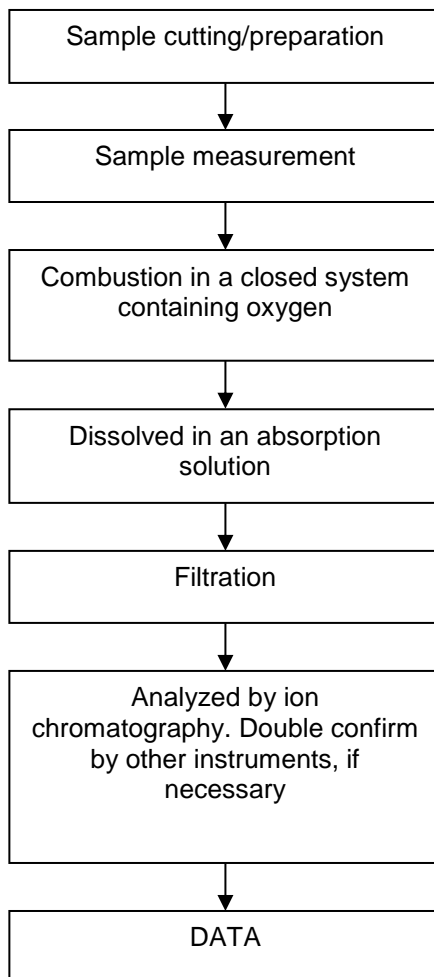 Sample cutting/preparation
Sample measurement
Combustion in a closed system
containing oxygen
Dissolved in an absorption
solution
Filtration
Analyzed by ion
chromatography. Double confirm
by other instruments, if
necessary
DATA